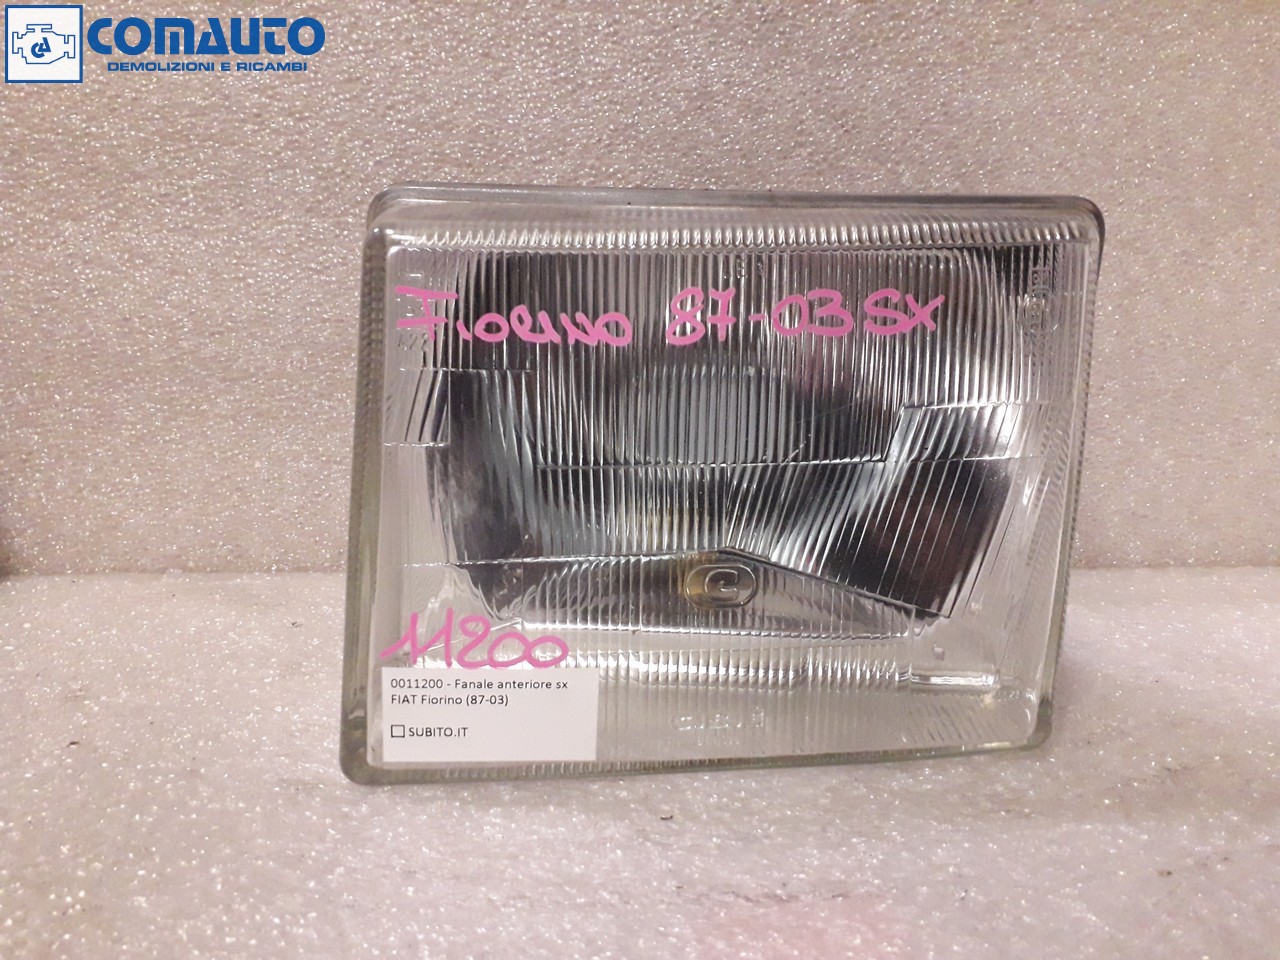 COMAUTO
DEMOLIZIONI E RICAMBI
Fiorino 87-03 SX
11200
0011200 - Fanale anteriore sx
FIAT Fiorino (87-03)
SUBITO.IT